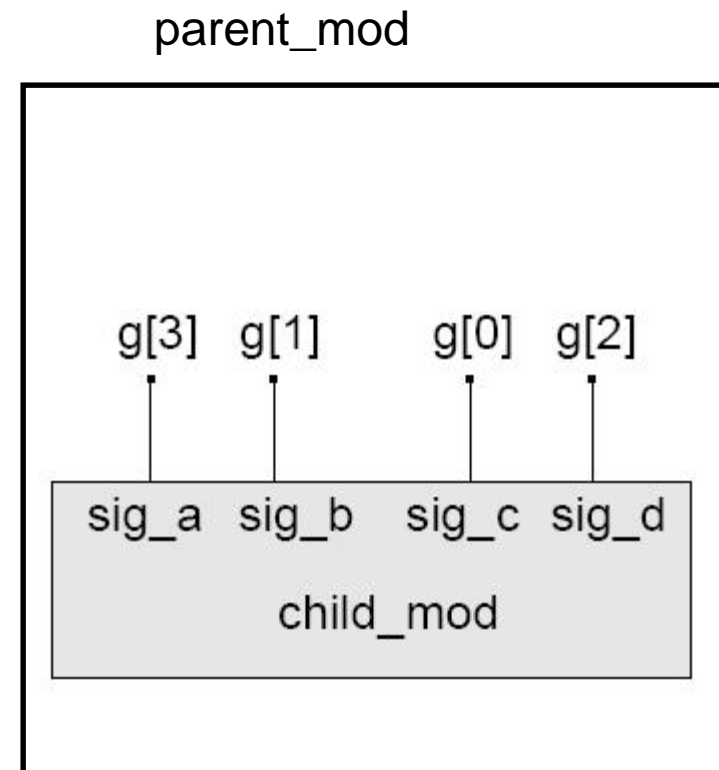 parent_mod
g[3] g[1] g[0] g[2]
sig_a sig_b sig_c sig_d
child_mod